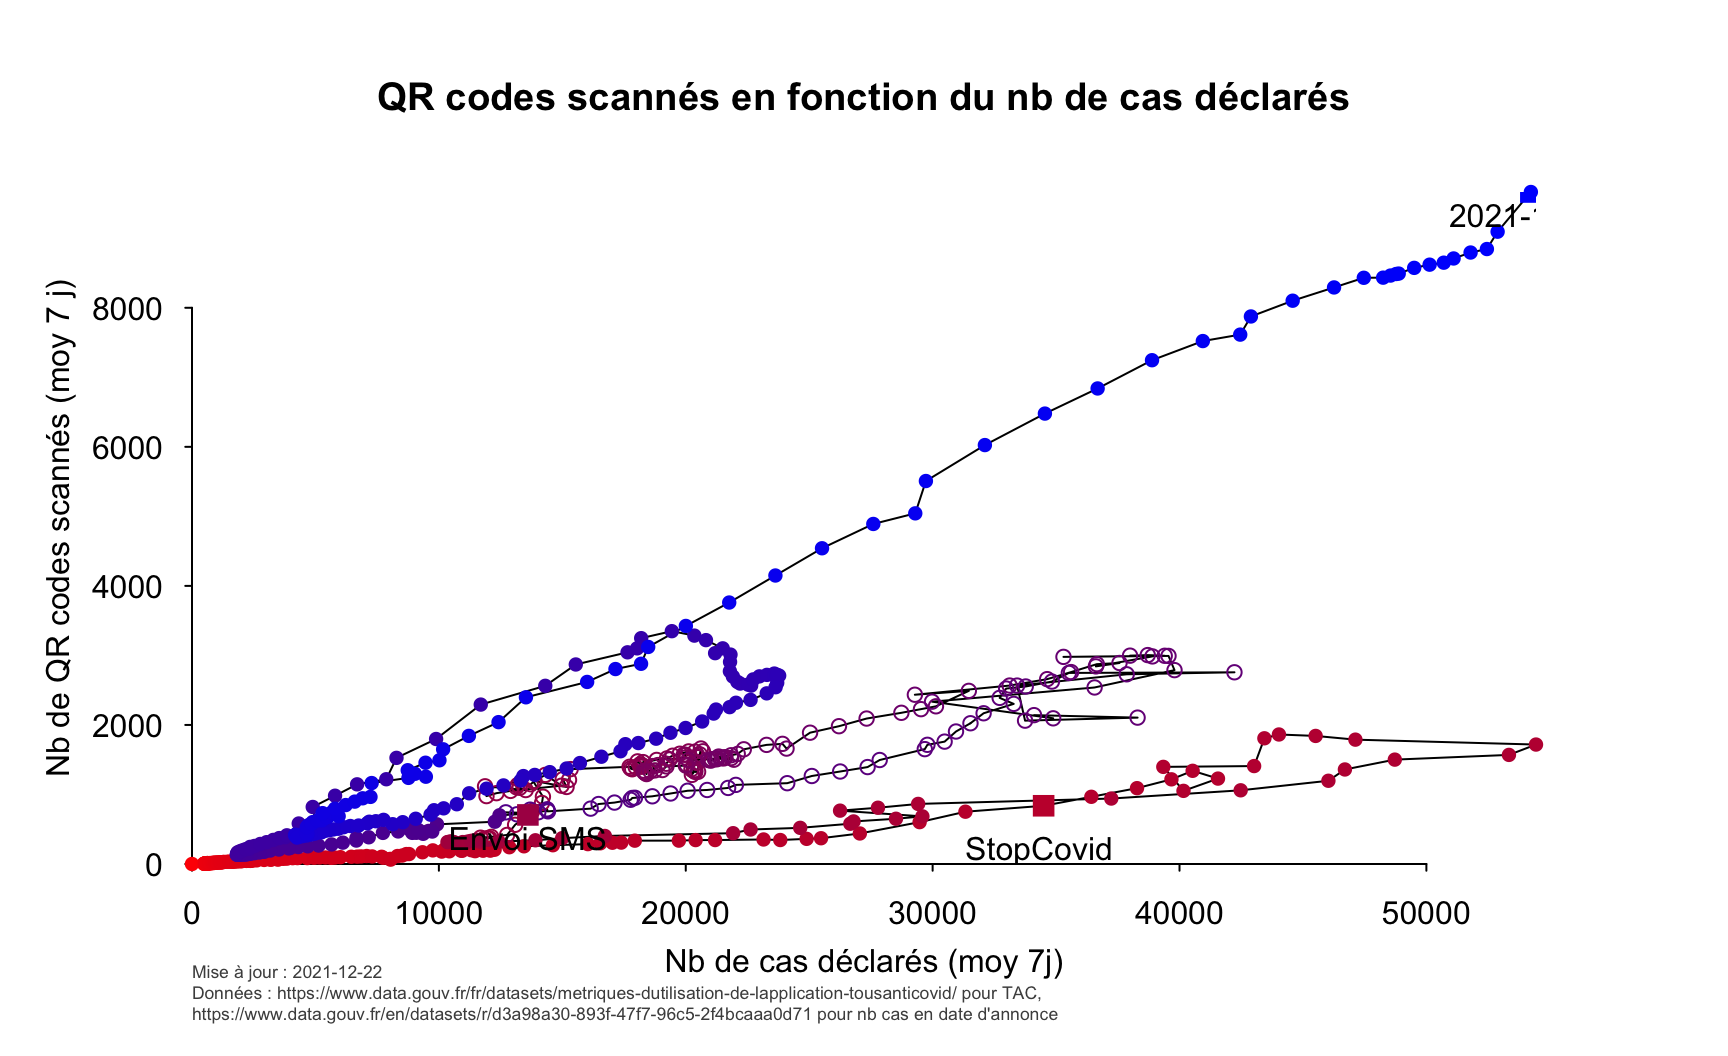 QR codes scannés en fonction du nb de cas déclarés
2021-
Nb de QR codes scannés (moy 7 j)
8000
6000
4000
2000
0
Envoi SMS
StopCovid
0 10000 20000 30000 40000 50000
Nb de cas déclarés (moy 7j)
Mise à jour : 2021-12-22
Données : https://www.data.gouv.fr/fr/datasets/metriques-dutilisation-de-lapplication-tousanticovid/ pour TAC,
https://www.data.gouv.fr/en/datasets/r/d3a98a30-893f-47f7-96c5-2f4bcaaa0d71 pour nb cas en date d'annonce